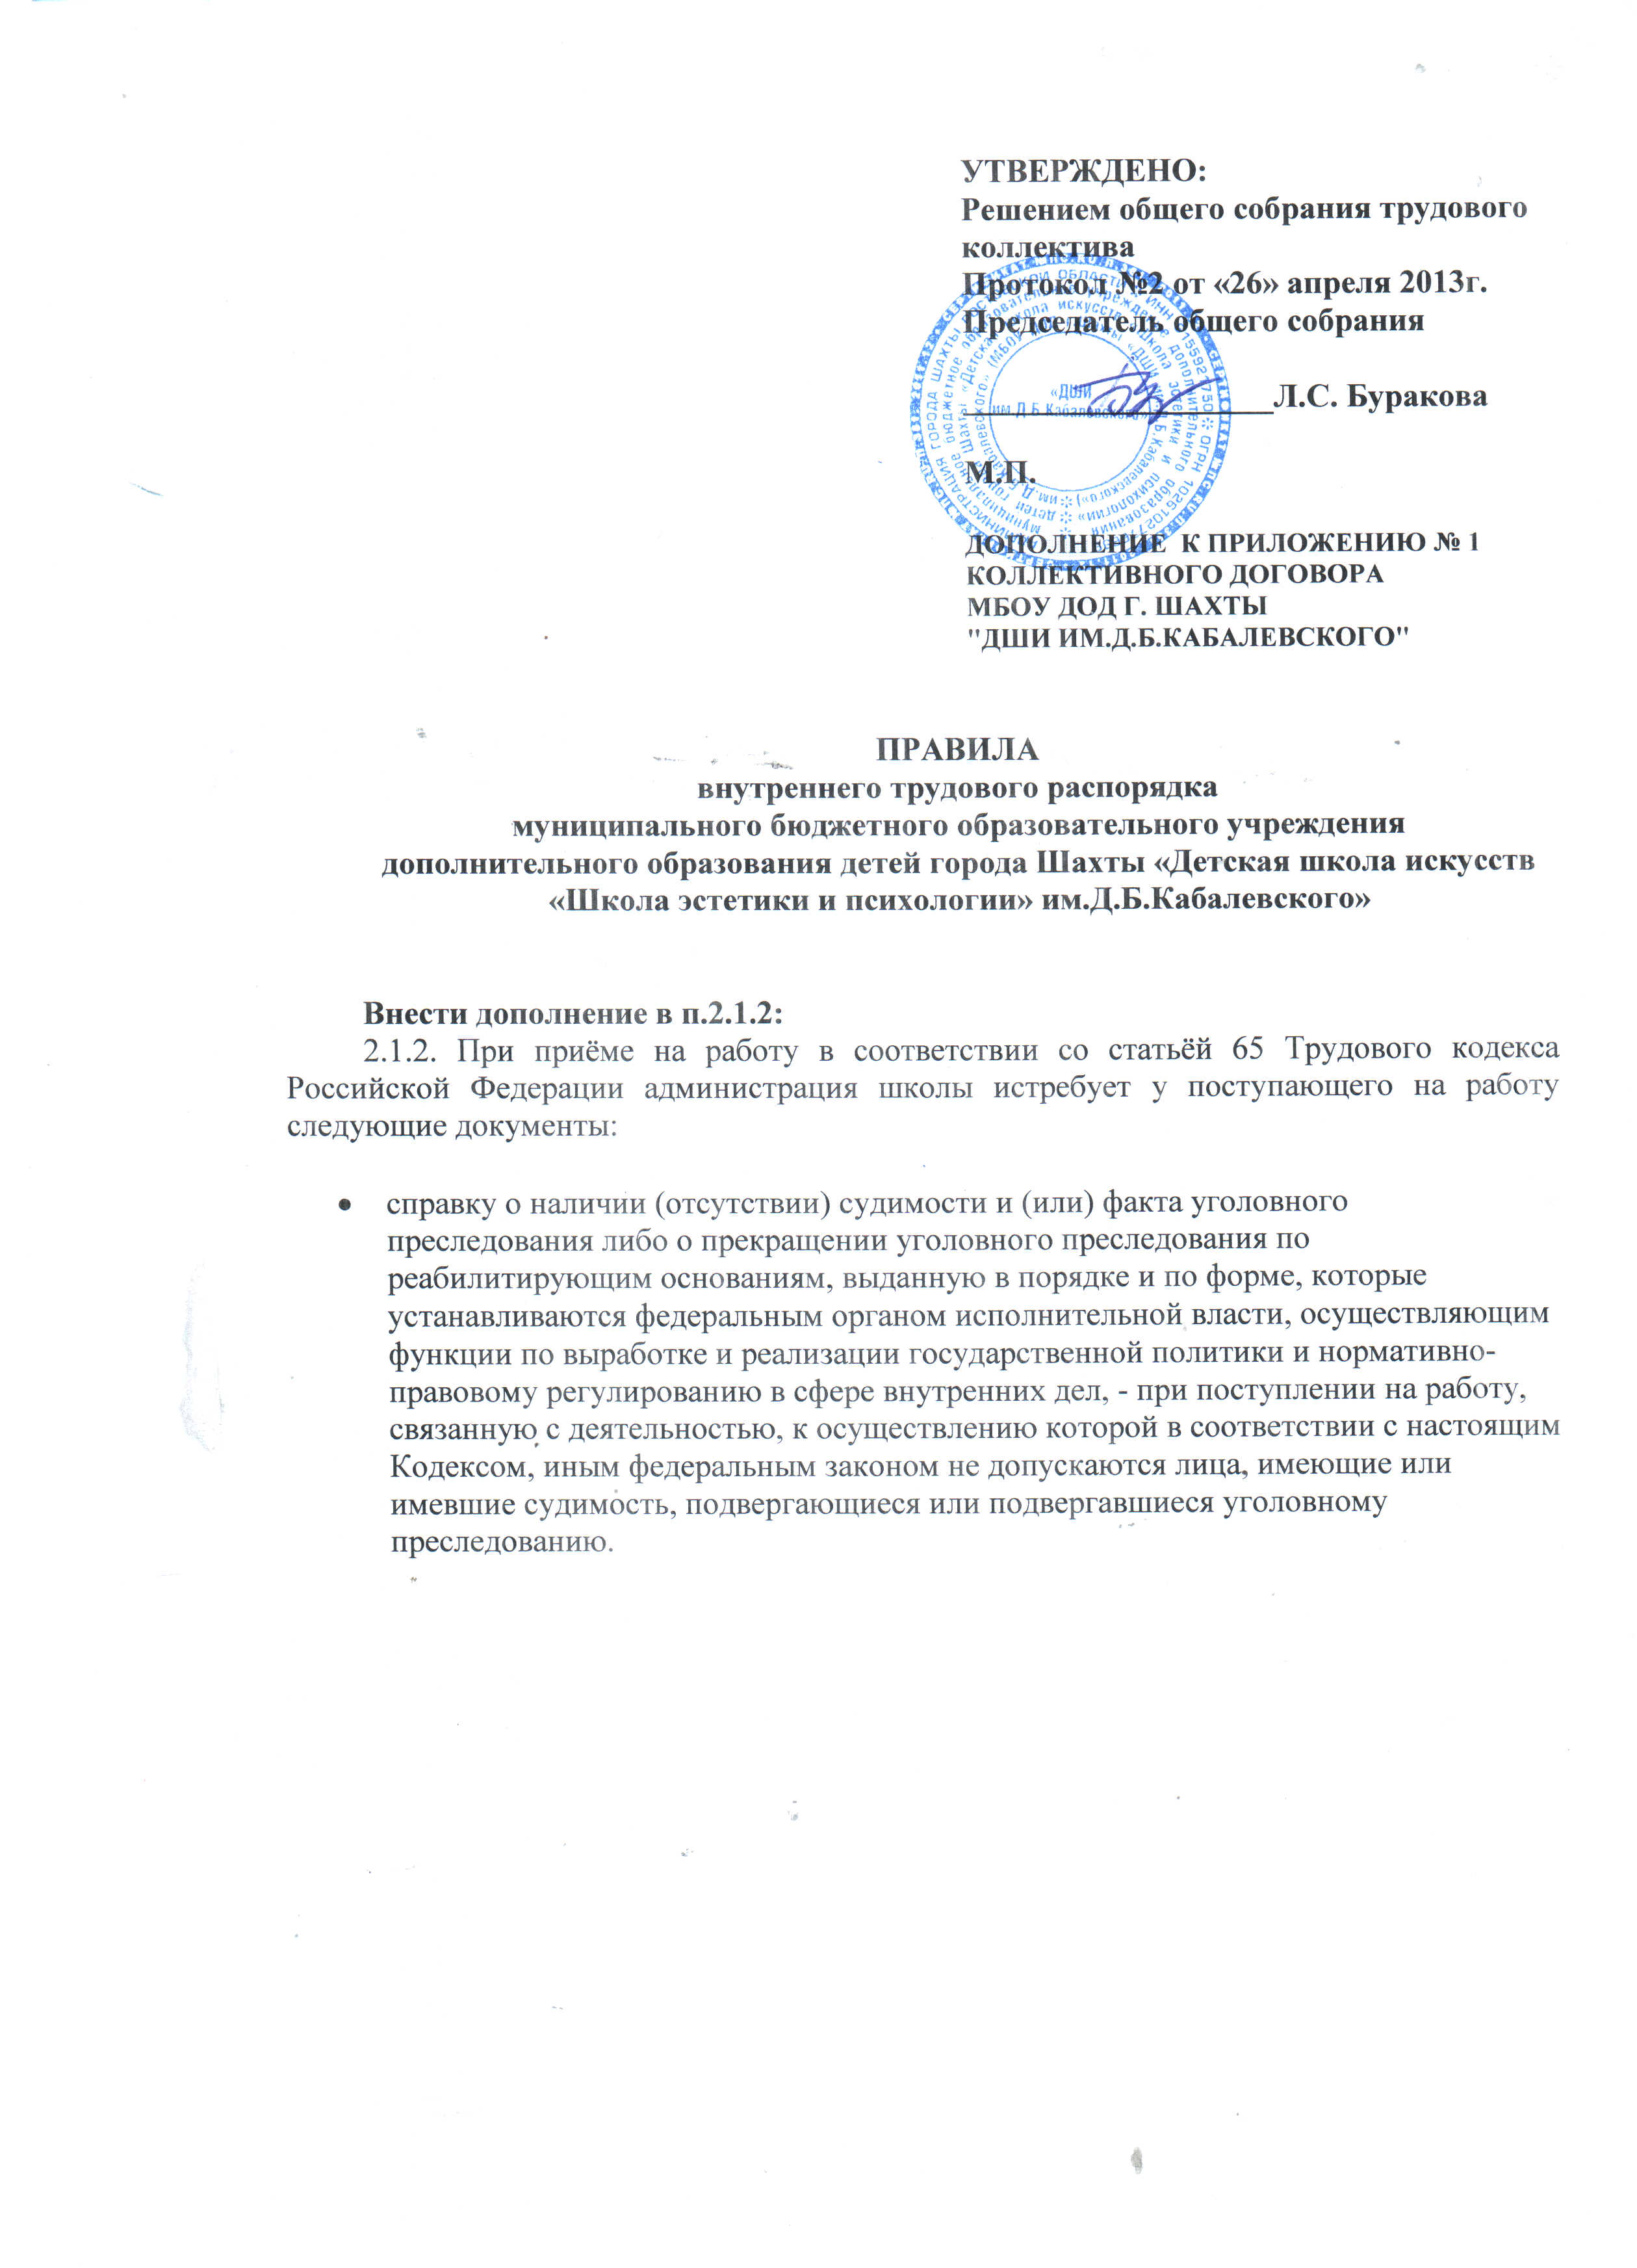 УТВЕРЖДЕНО:
Решением общего собрания трудового
коллектива
Протокол №2 от «26» апреля 2013г.
Председатель общего собрания
Л.С. Буракова
«ДШИ
им.Д.Б.Кабалевского»
М.П.
ДОПОЛНЕНИЕ К ПРИЛОЖЕНИЮ № 1
КОЛЛЕКТИВНОГО ДОГОВОРА
МБОУ ДОД Г. ШАХТЫ
"ДШИ ИМ.Д.Б.КАБАЛЕВСКОГО"
ПРАВИЛА
внутреннего трудового распорядка
муниципального бюджетного образовательного учреждения
дополнительного образования детей города Шахты «Детская школа искусств
«Школа эстетики и психологии» им.Д.Б.Кабалевского»
Внести дополнение в п.2.1.2:
2.1.2. При приёме на работу в соответствии со статьёй 65 Трудового кодекса
Российской Федерации администрация школы истребует у поступающего на работу
следующие документы:
• справку о наличии (отсутствии) судимости и (или) факта уголовного
преследования либо о прекращении уголовного преследования по
реабилитирующим основаниям, выданную в порядке и по форме, которые
устанавливаются федеральным органом исполнительной власти, осуществляющим
функции по выработке и реализации государственной политики и нормативно-
правовому регулированию в сфере внутренних дел, - при поступлении на работу,
связанную с деятельностью, к осуществлению которой в соответствии с настоящим
Кодексом, иным федеральным законом не допускаются лица, имеющие или
имевшие судимость, подвергающиеся или подвергавшиеся уголовному
преследованию.